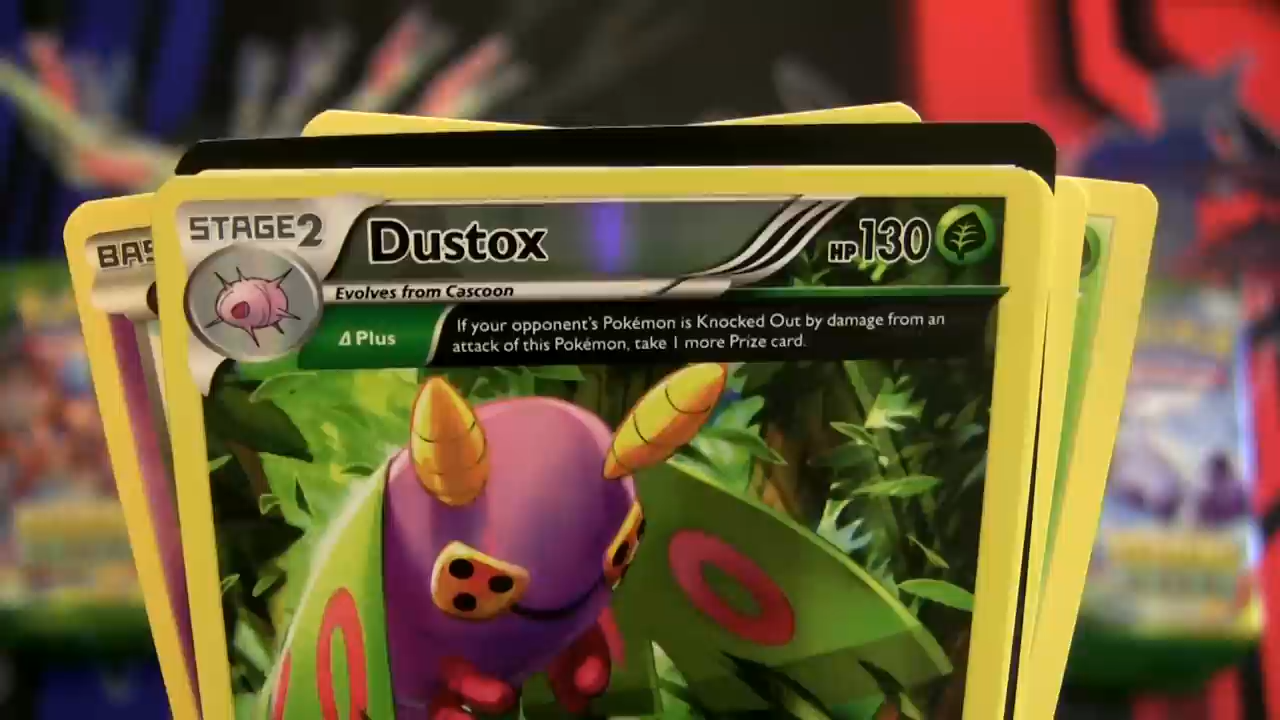 BAS
STAGE2
Dustox
HP130
Evolves from Cascoon
Δ Plus
If your opponent's Pokémon is Knocked Out by damage from an
attack of this Pokémon, take 1 more Prize card.